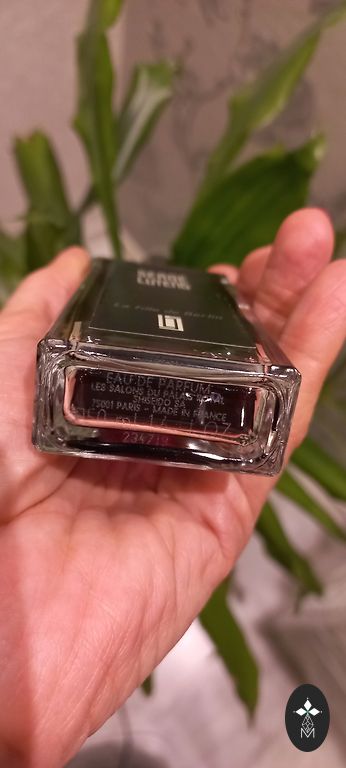 SERGE
LUTENS
La fille de Berlin
EAU DE PARFUM
LES SALONS DU PALAIS
SHISEIDO SA
75001 PARIS - MADE IN FRANCE